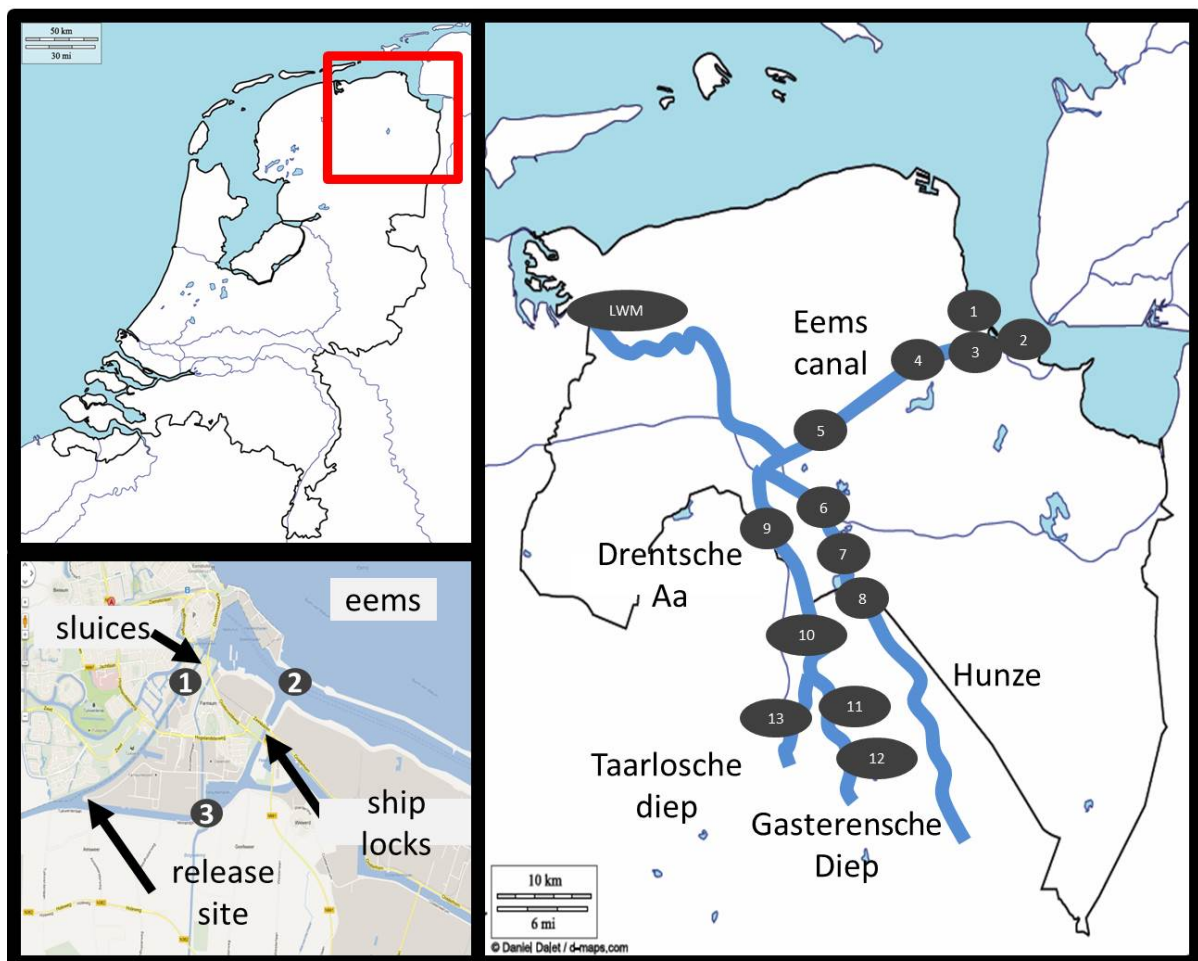 50 km
30 mi
LWM
Eems
canal
1
2
3
4
5
6
7
8
9
10
11
12
13
Drentsche
Aa
Hunze
Taarlosche
diep
Gasterensche
Diep
10 km
6 mi
© Daniel Dalet / d-maps.com
eems
sluices
1
2
Farmsum
3
ship
locks
release
site